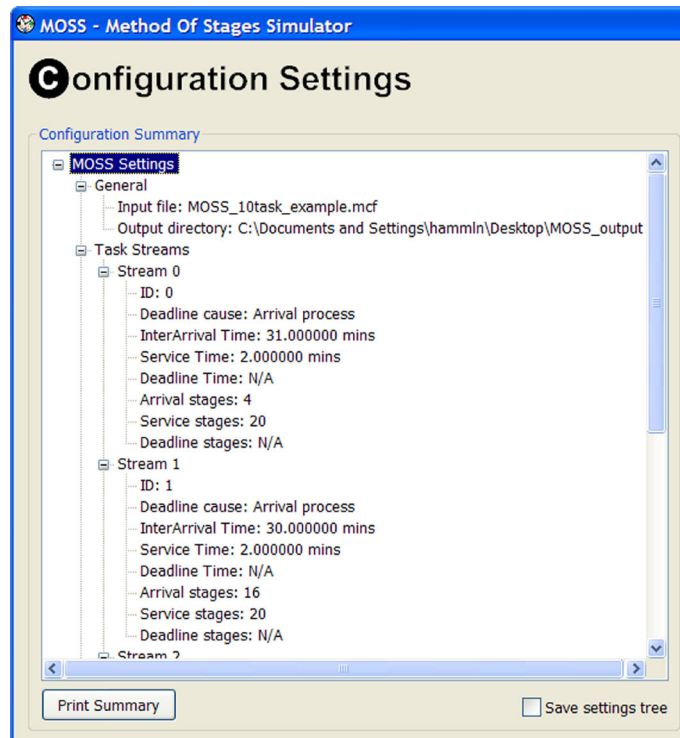 MOSS - Method Of Stages Simulator
Configuration Settings
Configuration Summary
MOSS Settings
General
Input file: MOSS_10task_example.mcf
Output directory: C:\Documents and Settings\hammln\Desktop\MOSS_output
Task Streams
Stream 0
ID: 0
Deadline cause: Arrival process
InterArrival Time: 31.000000 mins
Service Time: 2.000000 mins
Deadline Time: N/A
Arrival stages: 4
Service stages: 20
Deadline stages: N/A
Stream 1
ID: 1
Deadline cause: Arrival process
InterArrival Time: 30.000000 mins
Service Time: 2.000000 mins
Deadline Time: N/A
Arrival stages: 16
Service stages: 20
Deadline stages: N/A
Stream 2
Print Summary
Save settings tree